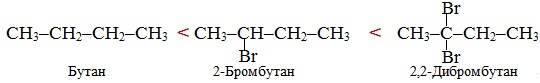 Br
CH₃–CH₂–CH₂–CH₃ < CH₃–CH–CH₂–CH₃ < CH₃–C–CH₂–CH₃
Br Br
Бутан 2-Бромбутан 2,2-Дибромбутан